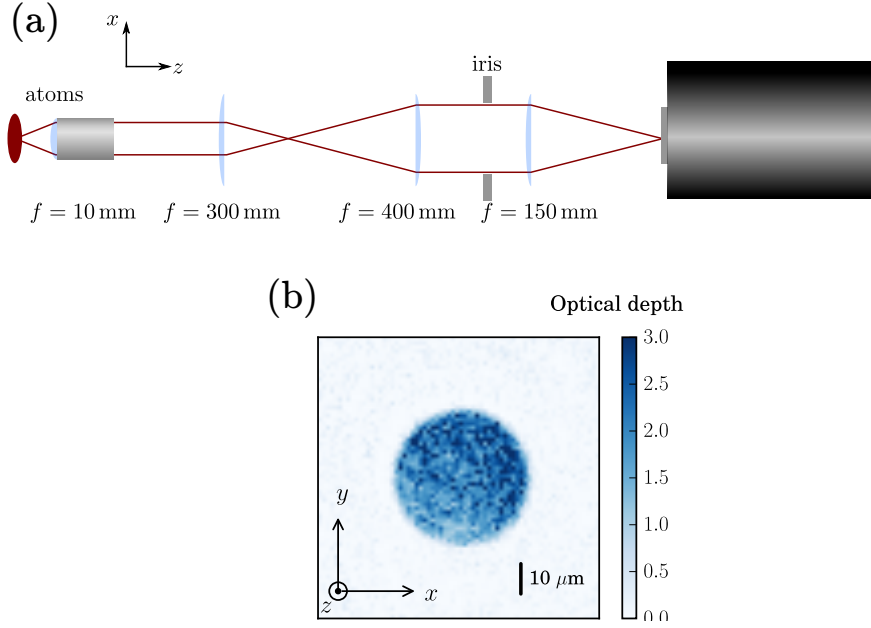 (a)
x
z
iris
atoms
f = 10 mm
f = 300 mm
f = 400 mm
f = 150 mm
(b)
Optical depth
3.0
2.5
2.0
1.5
1.0
0.5
0.0
y
10 μm
x
z